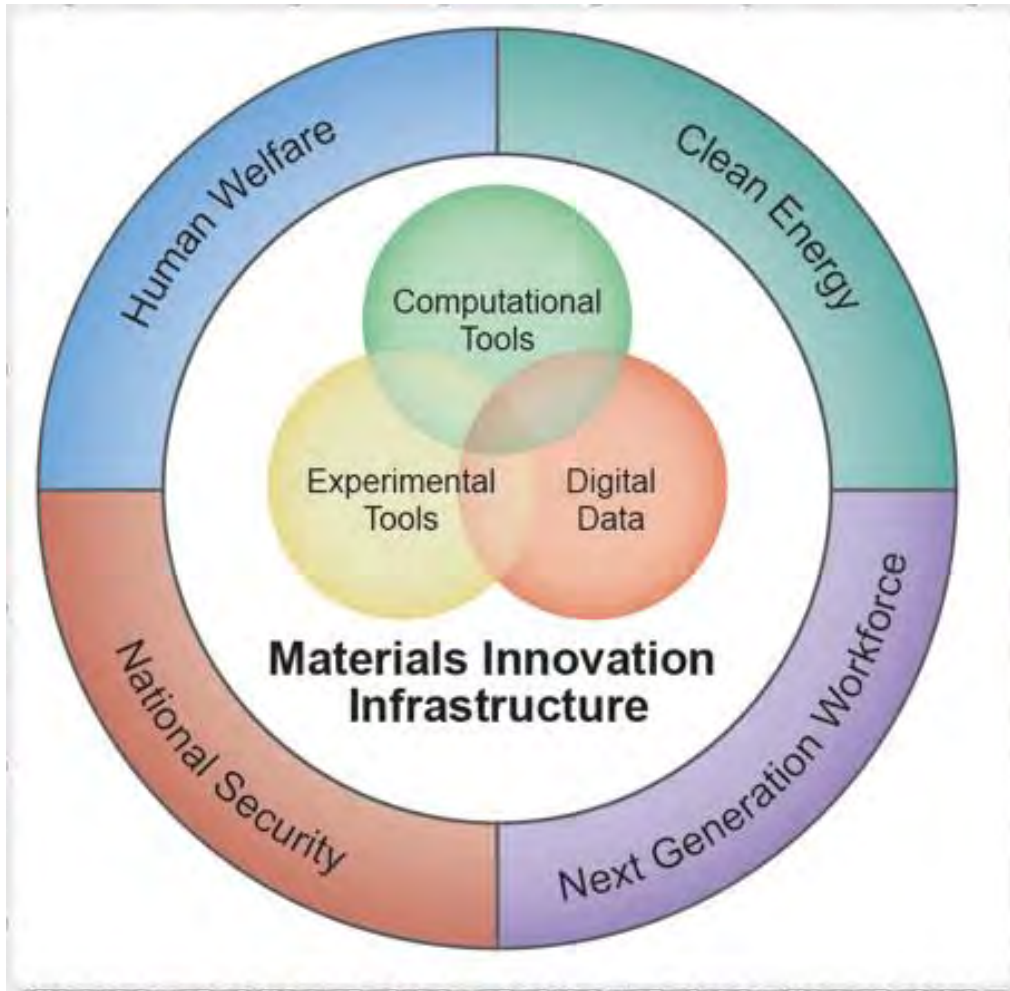 Human Welfare
Clean Energy
Computational
Tools
Experimental
Tools
Digital
Data
Materials Innovation
Infrastructure
National Security
Next Generation Workforce